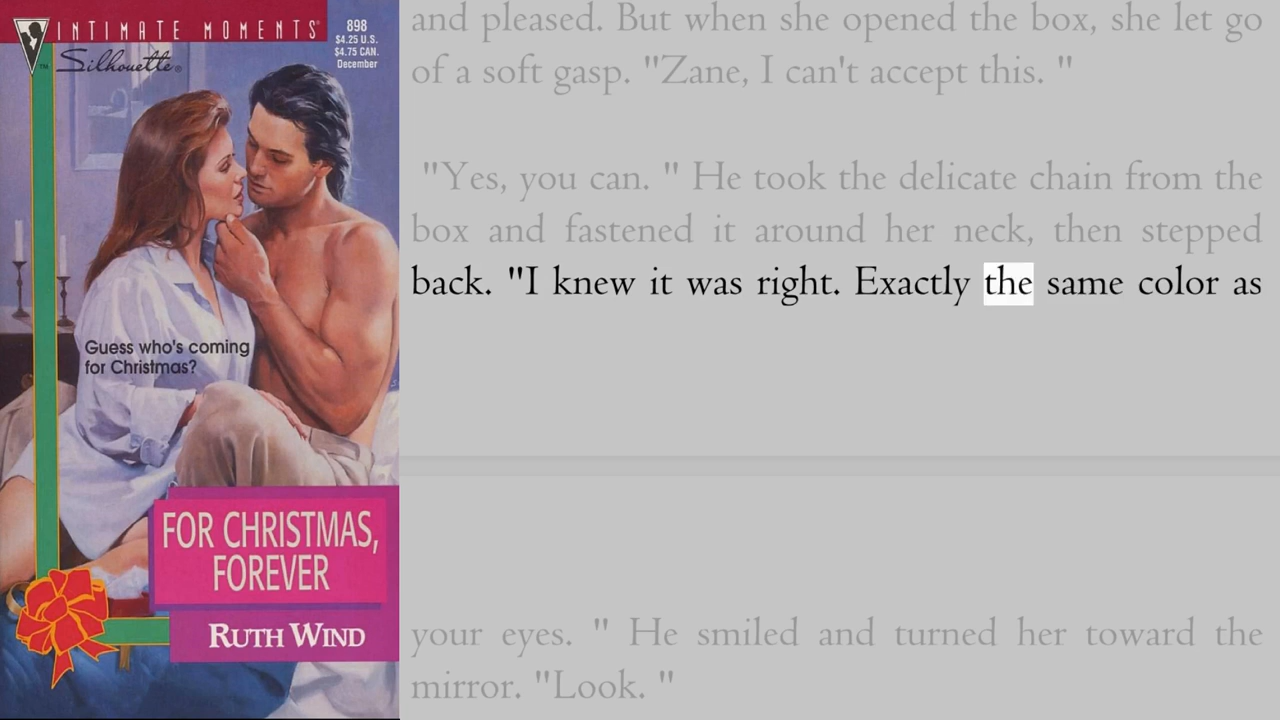 INTIMATE MOMENTS®
898
$4.25 U.S.
$4.75 CAN.
December
™
Silhouette®
Guess who's coming
for Christmas?
FOR CHRISTMAS,
FOREVER
RUTH WIND
and pleased. But when she opened the box, she let go
of a soft gasp. "Zane, I can't accept this. "
"Yes, you can. " He took the delicate chain from the
box and fastened it around her neck, then stepped
back. "I knew it was right. Exactly the same color as
your eyes. " He smiled and turned her toward the
mirror. "Look. "